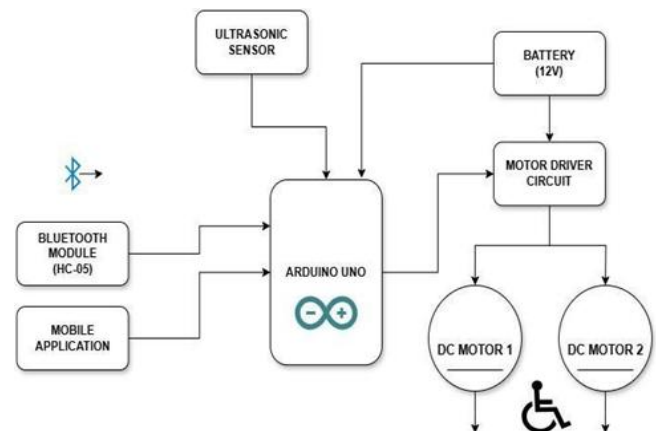 ULTRASONIC
SENSOR
BATTERY
(12V)
MOTOR DRIVER
CIRCUIT
BLUETOOTH
MODULE
(HC-05)
ARDUINO UNO
MOBILE
APPLICATION
DC MOTOR 1
DC MOTOR 2